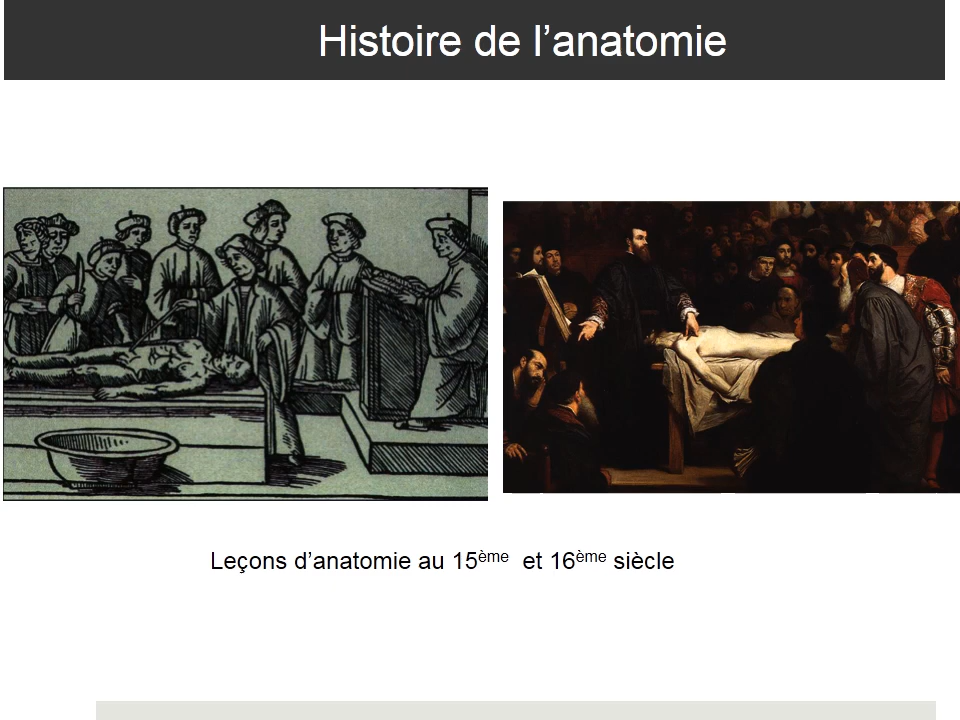 Histoire de l’anatomie
Leçons d’anatomie au 15ème et 16ème siècle